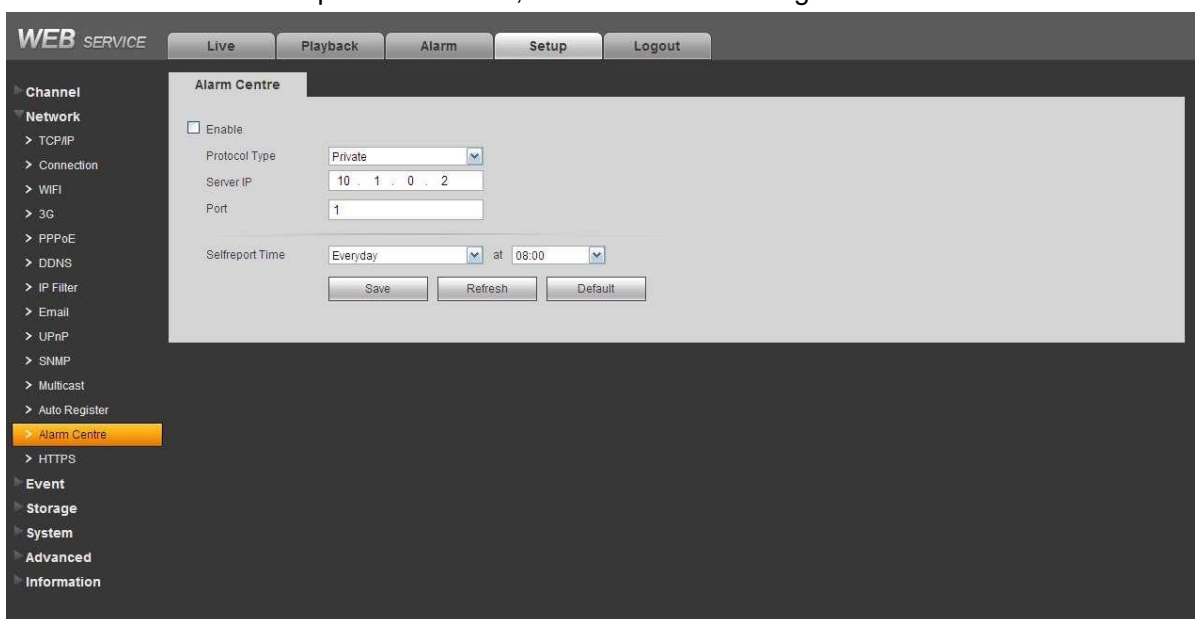 WEB SERVICE
Live Playback Alarm Setup Logout
Alarm Centre
Channel
Network
> TCP/IP
> Connection
> WIFI
> 3G
> PPPoE
> DDNS
> IP Filter
> Email
> UPnP
> SNMP
> Multicast
> Auto Register
> Alarm Centre
> HTTPS
Event
Storage
System
Advanced
Information
Enable
Protocol Type Private
Server IP 10 . 1 . 0 . 2
Port 1
Selfreport Time Everyday at 08:00
Save Refresh Default